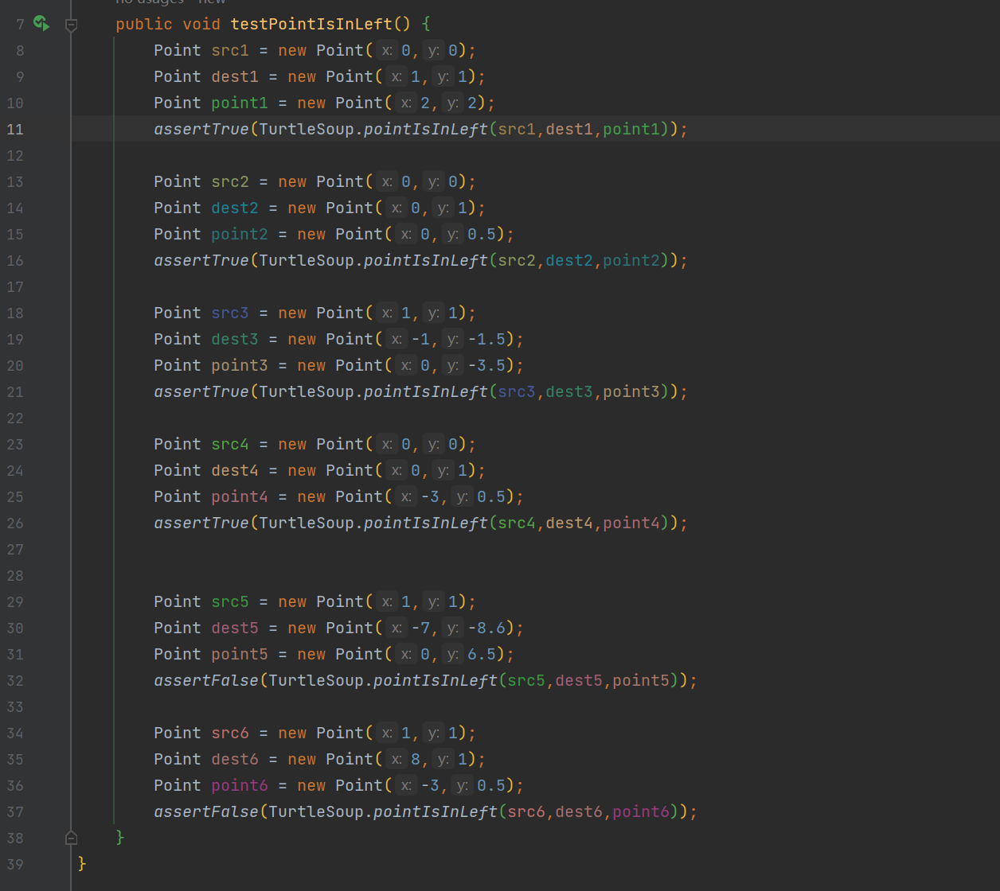 no usages   new
7 public void testPointIsInLeft() {
8 Point src1 = new Point( x: 0, y: 0);
9 Point dest1 = new Point( x: 1, y: 1);
10 Point point1 = new Point( x: 2, y: 2);
11 assertTrue(TurtleSoup.pointIsInLeft(src1,dest1,point1));
12
13 Point src2 = new Point( x: 0, y: 0);
14 Point dest2 = new Point( x: 0, y: 1);
15 Point point2 = new Point( x: 0, y: 0.5);
16 assertTrue(TurtleSoup.pointIsInLeft(src2,dest2,point2));
17
18 Point src3 = new Point( x: 1, y: 1);
19 Point dest3 = new Point( x: -1, y: -1.5);
20 Point point3 = new Point( x: 0, y: -3.5);
21 assertTrue(TurtleSoup.pointIsInLeft(src3,dest3,point3));
22
23 Point src4 = new Point( x: 0, y: 0);
24 Point dest4 = new Point( x: 0, y: 1);
25 Point point4 = new Point( x: -3, y: 0.5);
26 assertTrue(TurtleSoup.pointIsInLeft(src4,dest4,point4));
27
28
29 Point src5 = new Point( x: 1, y: 1);
30 Point dest5 = new Point( x: -7, y: -8.6);
31 Point point5 = new Point( x: 0, y: 6.5);
32 assertFalse(TurtleSoup.pointIsInLeft(src5,dest5,point5));
33
34 Point src6 = new Point( x: 1, y: 1);
35 Point dest6 = new Point( x: 8, y: 1);
36 Point point6 = new Point( x: -3, y: 0.5);
37 assertFalse(TurtleSoup.pointIsInLeft(src6,dest6,point6));
38 }
39 }